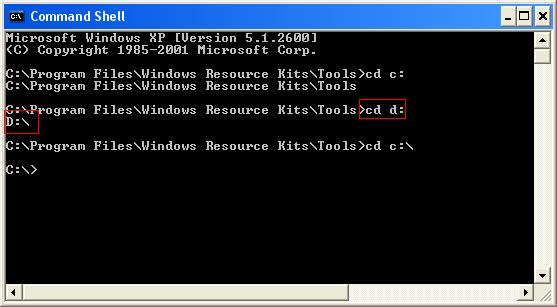 Command Shell
Microsoft Windows XP [Version 5.1.2600]
(C) Copyright 1985-2001 Microsoft Corp.
C:\Program Files\Windows Resource Kits\Tools>cd c:
C:\Program Files\Windows Resource Kits\Tools
C:\Program Files\Windows Resource Kits\Tools>cd d:
D:\
C:\Program Files\Windows Resource Kits\Tools>cd c:\
C:\>